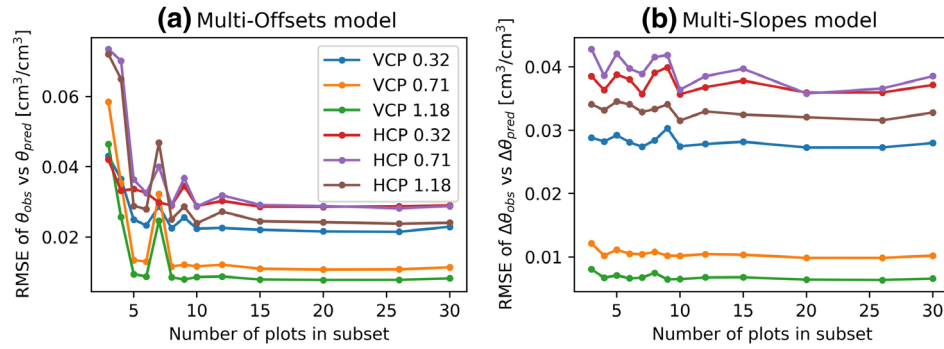 (a) Multi-Offsets model
RMSE of θobs vs θpred [cm³/cm³]
0.06
0.04
0.02
VCP 0.32
VCP 0.71
VCP 1.18
HCP 0.32
HCP 0.71
HCP 1.18
5 10 15 20 25 30
Number of plots in subset
(b) Multi-Slopes model
RMSE of Δθobs vs Δθpred [cm³/cm³]
0.04
0.03
0.02
0.01
5 10 15 20 25 30
Number of plots in subset